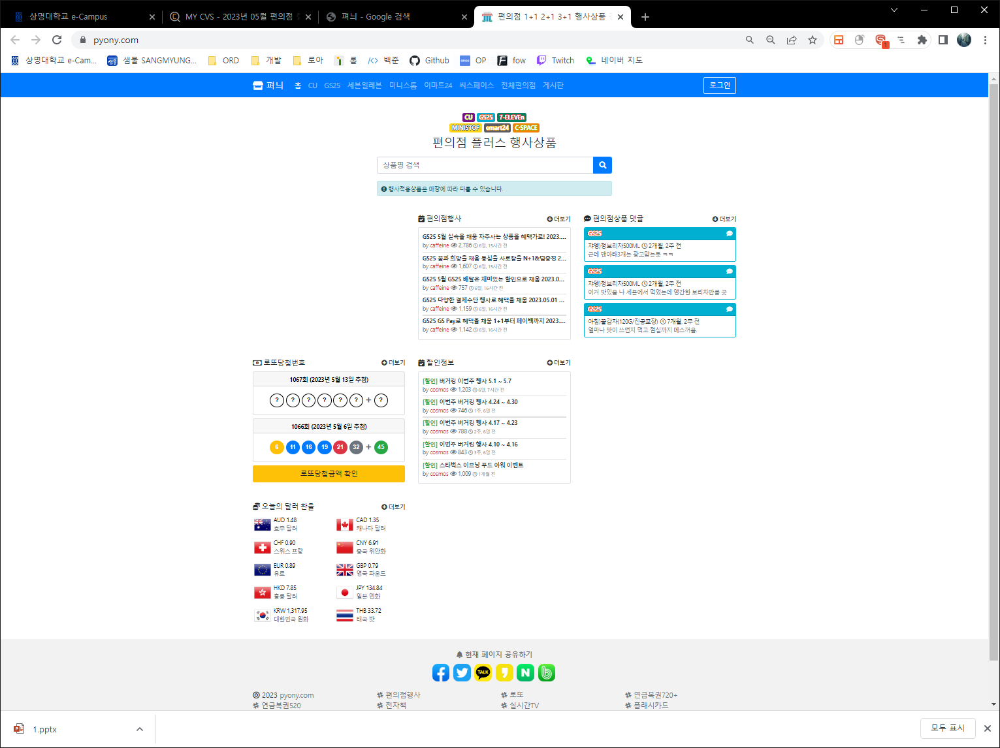 상명대학교 e-Campus
MY CVS - 2023년 05월 편의점
펴늬 - Google 검색
편의점 1+1 2+1 3+1 행사상품
pyony.com
1
상명대학교 e-Cam...
샘물 SANGMYUNG...
ORD
개발
로아
롤
백준
Github
OP
fow
Twitch
네이버 지도
펴늬 홈 CU GS25 세븐일레븐 미니스톱 이마트24 씨스페이스 전체편의점 게시판 로그인
CU GS25 7-ELEVEn
MINISTOP emart24 C·SPACE
편의점 플러스 행사상품
상품명 검색
행사적용상품은 매장에 따라 다를 수 있습니다.
편의점행사 더보기
GS25 5월 실속을 채움 자주사는 상품을 혜택가로! 2023....
by caffeine 2,786 6일, 15시간 전
GS25 꿈과 희망을 채움 동심을 사로잡을 N+1&덤증정 2...
by caffeine 1,607 6일, 15시간 전
GS25 5월 GS25 배달은 재미있는 할인으로 채움 2023.0...
by caffeine 757 6일, 16시간 전
GS25 다양한 결제수단 행사로 혜택을 채움 2023.05.01 ...
by caffeine 1,159 6일, 16시간 전
GS25 GS Pay로 혜택을 채움 1+1부터 페이백까지 2023....
by caffeine 1,142 6일, 16시간 전
편의점상품 댓글 더보기
GS25
쟈뎅)청보리차500ML 2개월, 2주 전
근데 맨아래3개는 광고맞는듯 ㅋㅋ
GS25
쟈뎅)청보리차500ML 2개월, 2주 전
이거 맛있음 나 세븐에서 먹었는데 앵간한 보리차만큼 굿
GS25
아침)꿀감자(120G/진공포장) 7개월, 2주 전
얼마나 맛이 쓰던지 먹고 점심까지 메스꺼움.
로또당첨번호 더보기
1067회 (2023년 5월 13일 추첨)
? ? ? ? ? ? + ?
1066회 (2023년 5월 6일 추첨)
6 11 16 19 21 32 + 45
로또당첨금액 확인
할인정보 더보기
[할인] 버거킹 이번주 행사 5.1 ~ 5.7
by cosmos 1,203 6일, 7시간 전
[할인] 이번주 버거킹 행사 4.24 ~ 4.30
by cosmos 746 1주, 6일 전
[할인] 이번주 버거킹 행사 4.17 ~ 4.23
by cosmos 788 2주, 6일 전
[할인] 이번주 버거킹 행사 4.10 ~ 4.16
by cosmos 843 3주, 6일 전
[할인] 스타벅스 이브닝 푸드 아워 이벤트
by cosmos 1,009 1개월 전
오늘의 달러 환율 더보기
AUD 1.48
호주 달러
CAD 1.35
캐나다 달러
CHF 0.90
스위스 프랑
CNY 6.91
중국 위안화
EUR 0.89
유로
GBP 0.79
영국 파운드
HKD 7.85
홍콩 달러
JPY 134.84
일본 엔화
KRW 1,317.95
대한민국 원화
THB 33.72
태국 밧
현재 페이지 공유하기
TALK
N
© 2023 pyony.com
편의점행사
로또
연금복권720+
연금복권520
전자책
실시간TV
플래시카드
1.pptx
모두 표시